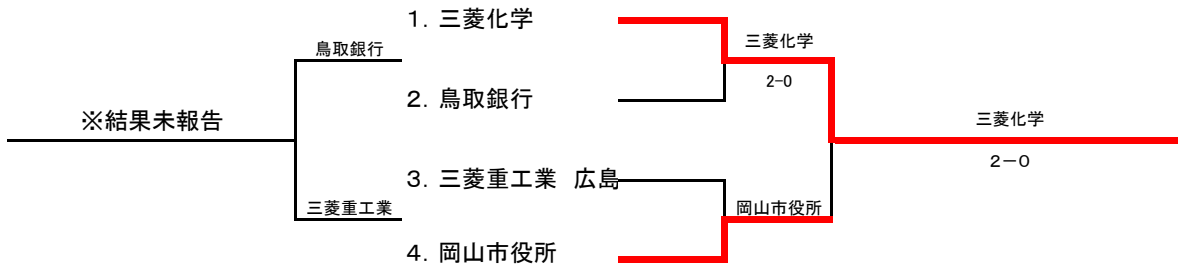 1．三菱化学
三菱化学
鳥取銀行
2-0
2．鳥取銀行
※結果未報告
三菱化学
2－0
3．三菱重工業　広島
三菱重工業
岡山市役所
4．岡山市役所